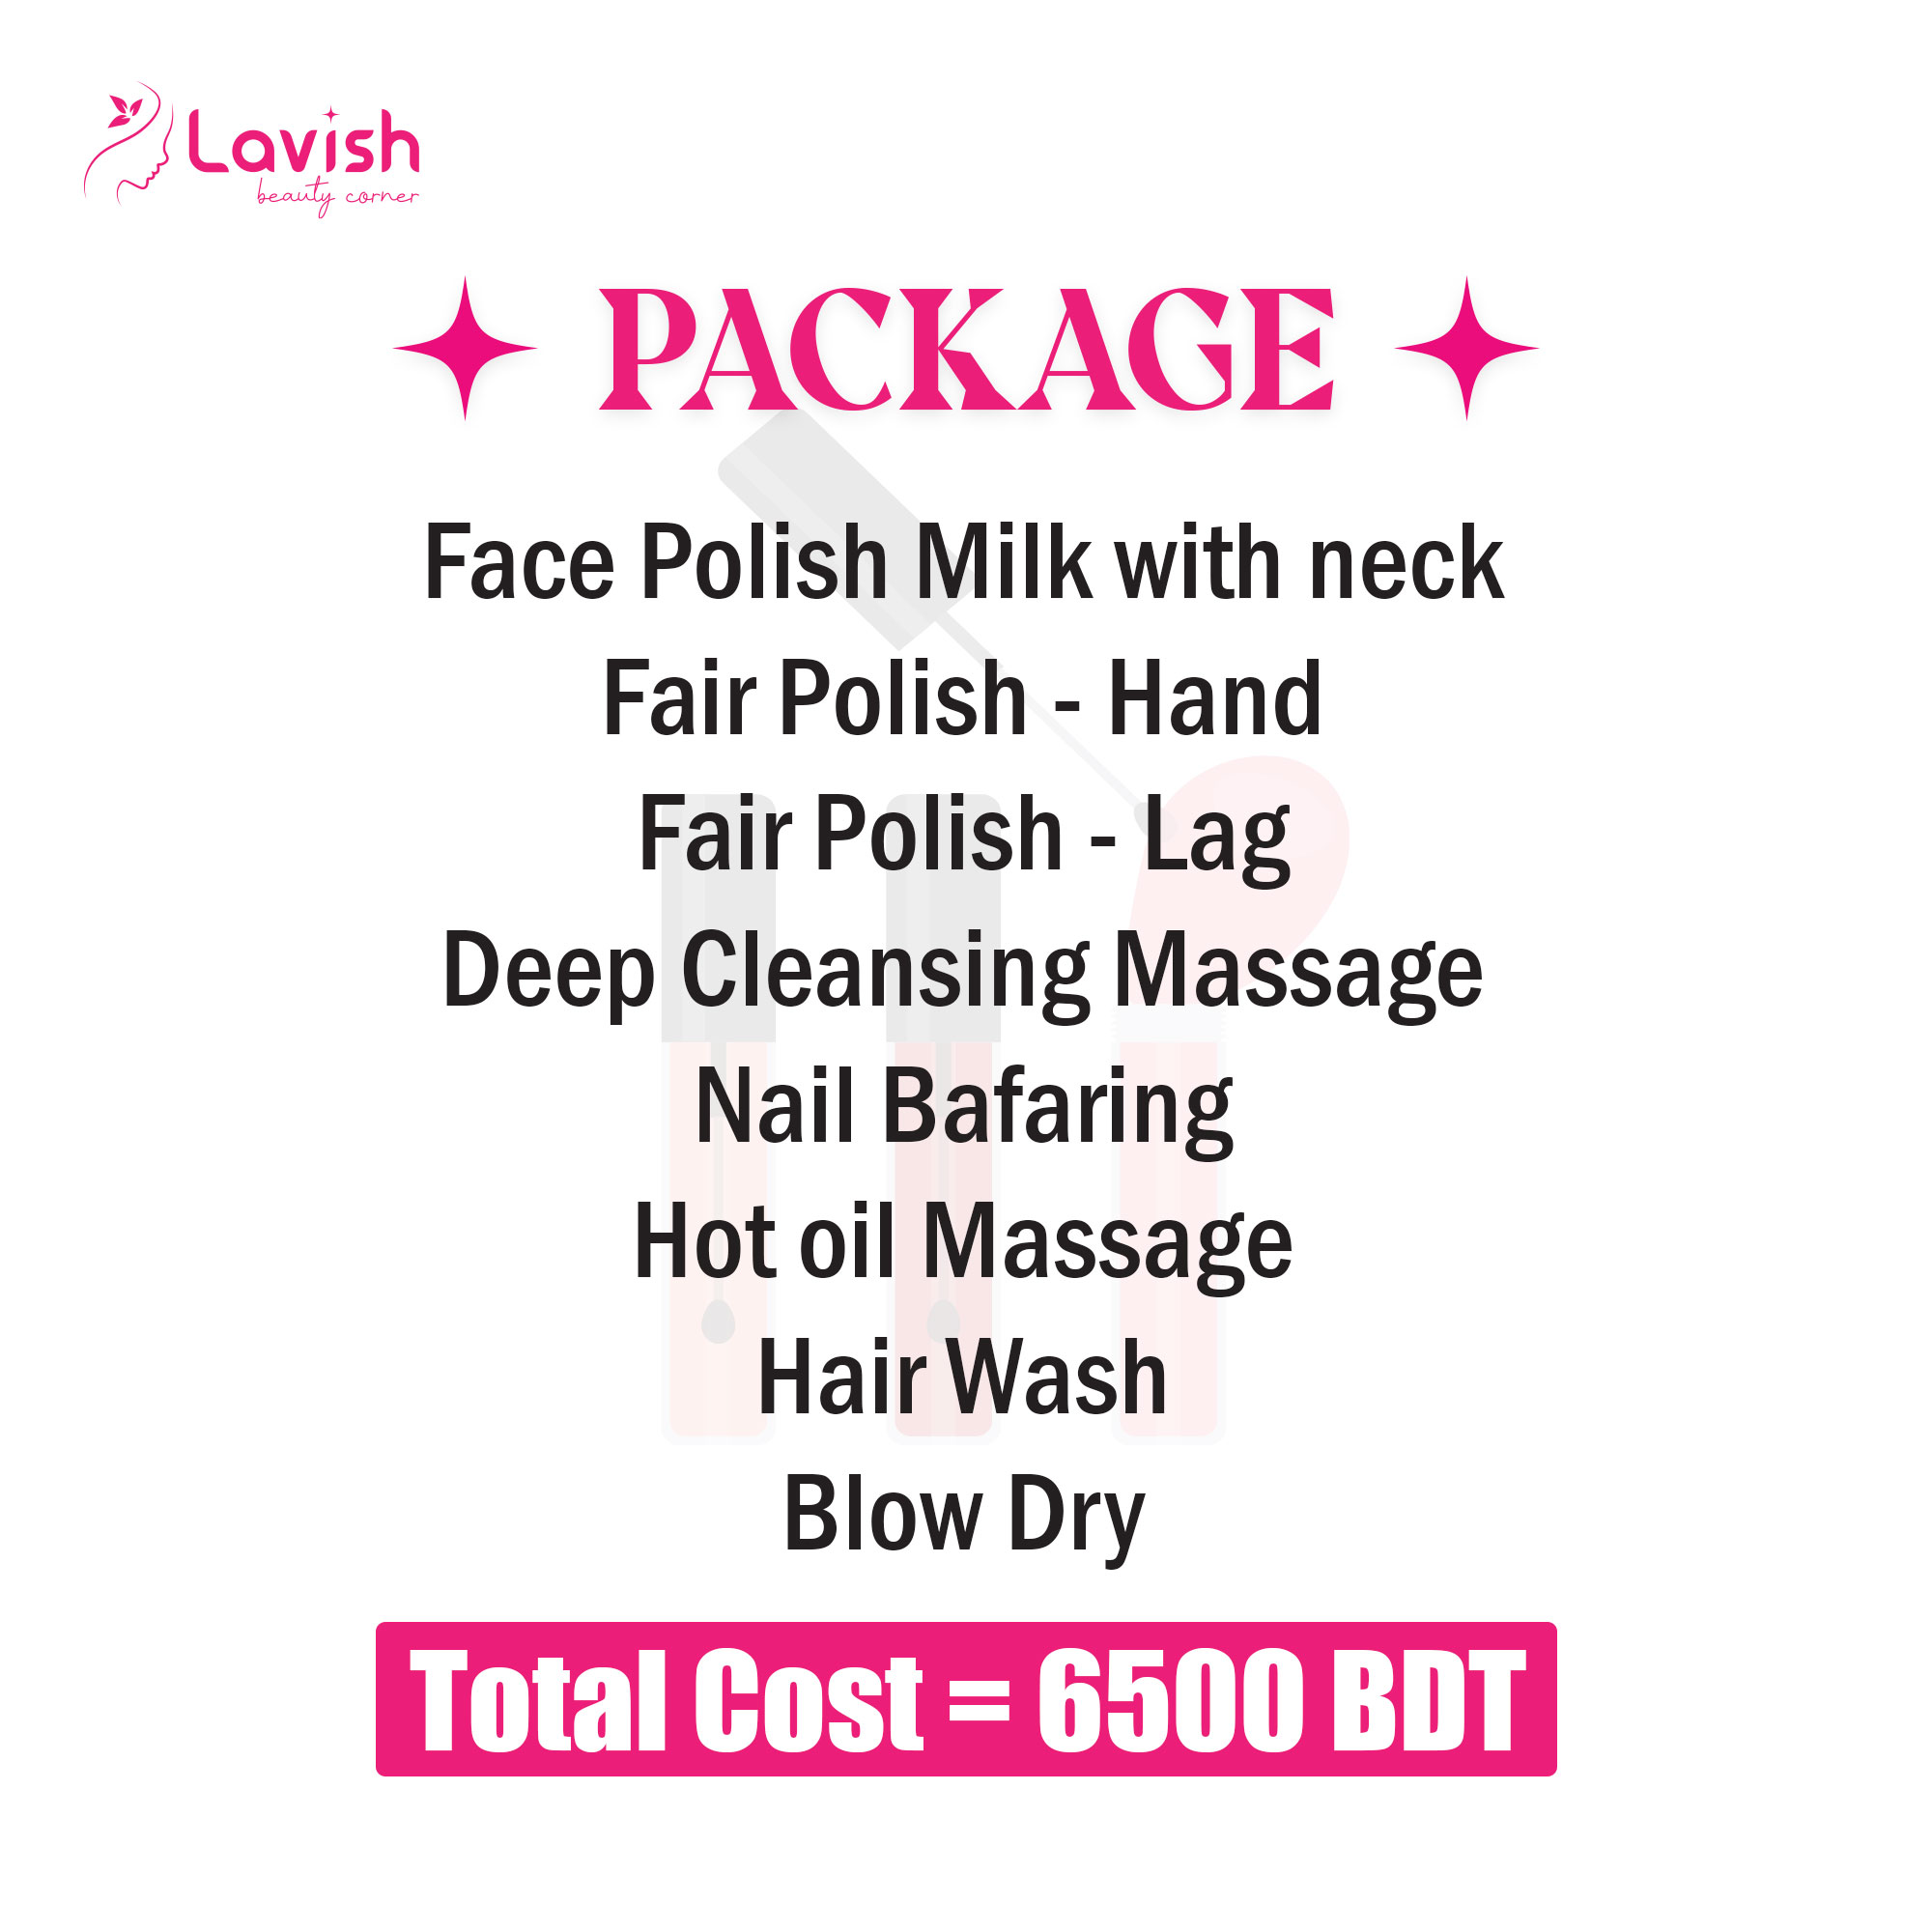 Lavish
beauty corner
PACKAGE
Face Polish Milk with neck
Fair Polish - Hand
Fair Polish - Lag
Deep Cleansing Massage
Nail Bafaring
Hot oil Massage
Hair Wash
Blow Dry
Total Cost = 6500 BDT